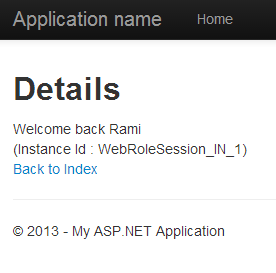 Application name Home
Details
Welcome back Rami
(Instance Id : WebRoleSession_IN_1)
Back to Index
© 2013 - My ASP.NET Application